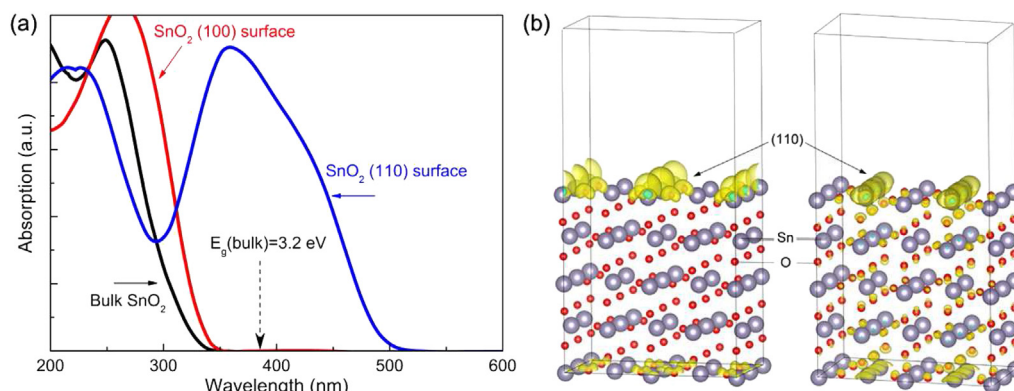 (a)
SnO2 (100) surface
SnO2 (110) surface
Eg(bulk)=3.2 eV
Bulk SnO2
Absorption (a.u.)
200 300 400 500 600
Wavelength (nm)
(b)
(110)
Sn
O